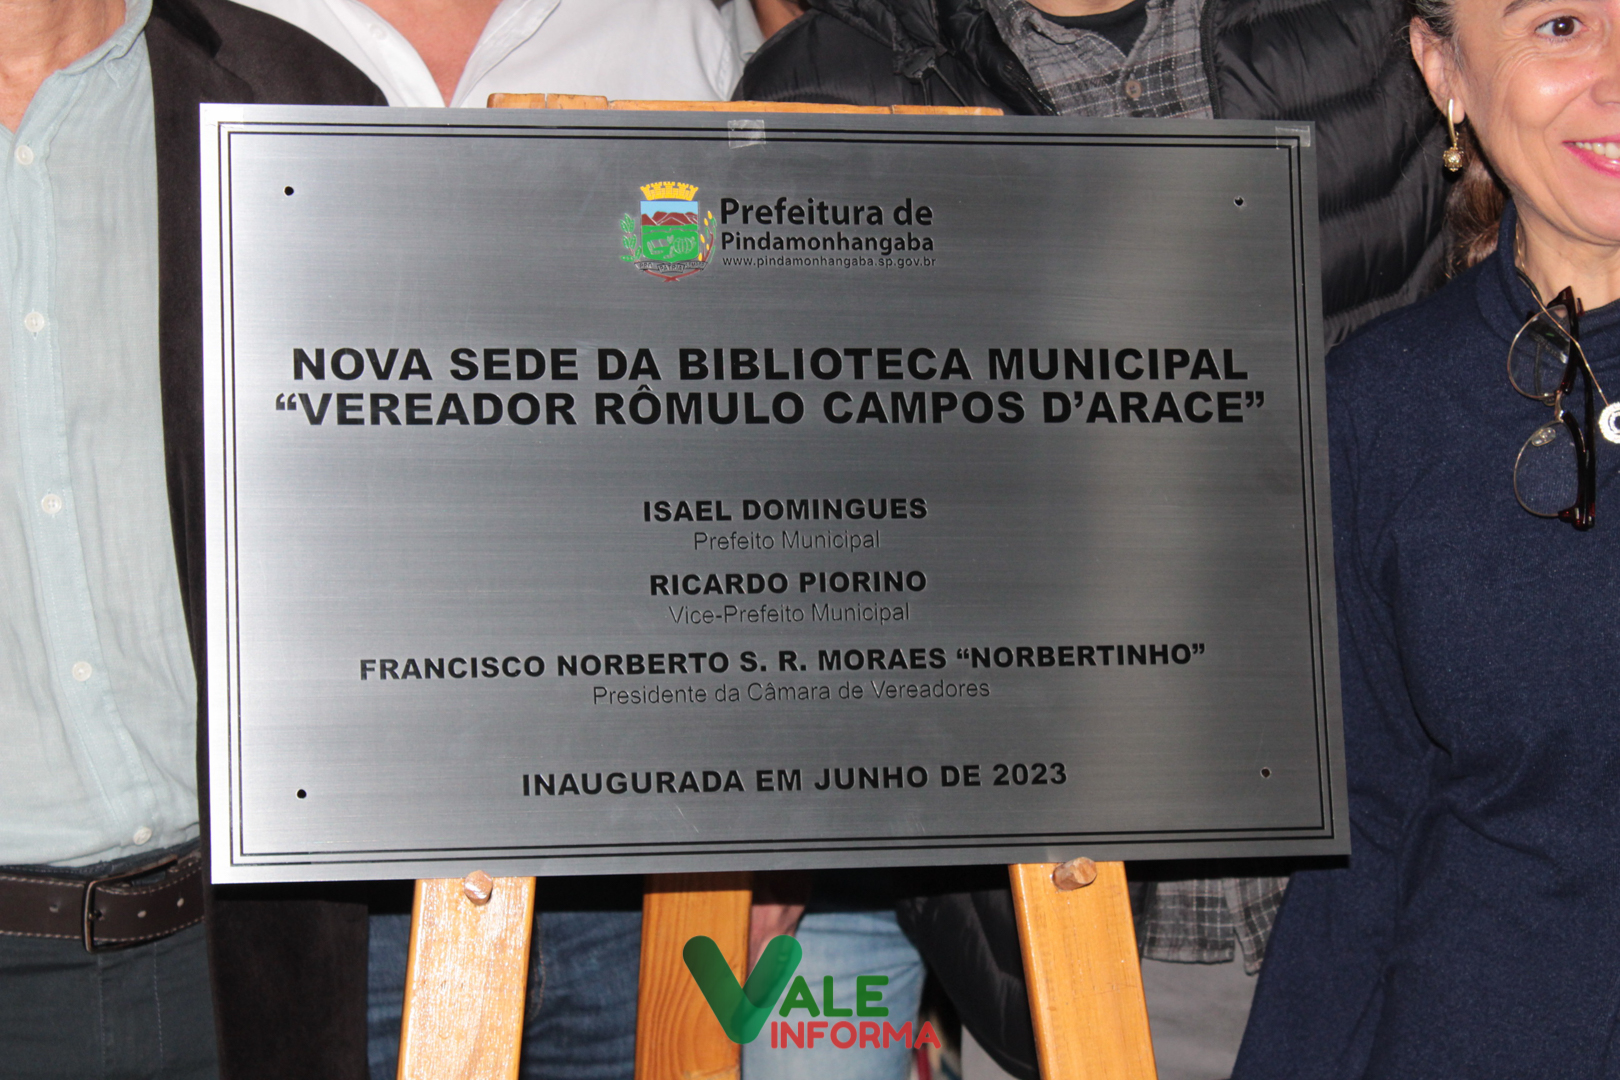 Prefeitura de
Pindamonhangaba
www.pindamonhangaba.sp.gov.br
NOVA SEDE DA BIBLIOTECA MUNICIPAL
“VEREADOR RÔMULO CAMPOS D’ARACE”
ISAEL DOMINGUES
Prefeito Municipal
RICARDO PIORINO
Vice-Prefeito Municipal
FRANCISCO NORBERTO S. R. MORAES “NORBERTINHO”
Presidente da Câmara de Vereadores
INAUGURADA EM JUNHO DE 2023
VALE
INFORMA